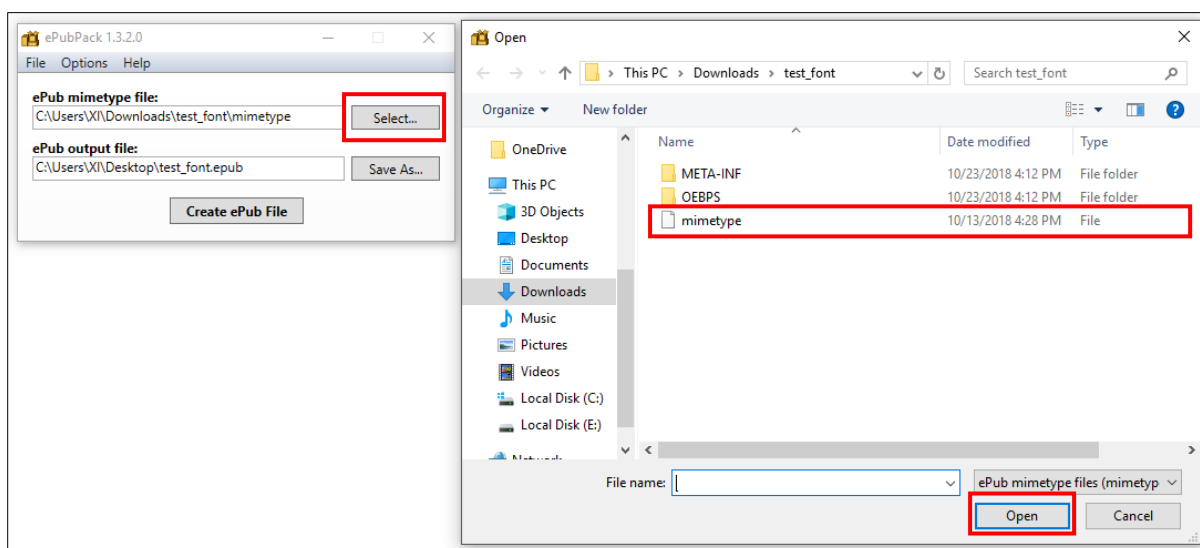 ePubPack 1.3.2.0
File Options Help
ePub mimetype file:
C:\Users\XI\Downloads\test_font\mimetype
Select...
ePub output file:
C:\Users\XI\Desktop\test_font.epub
Save As...
Create ePub File
Open
This PC > Downloads > test_font
Search test_font
Organize
New folder
OneDrive
This PC
3D Objects
Desktop
Documents
Downloads
Music
Pictures
Videos
Local Disk (C:)
Local Disk (E:)
Network
Name Date modified Type
META-INF 10/23/2018 4:12 PM File folder
OEBPS 10/23/2018 4:12 PM File folder
mimetype 10/13/2018 4:28 PM File
File name:
ePub mimetype files (mimetyp
Open
Cancel